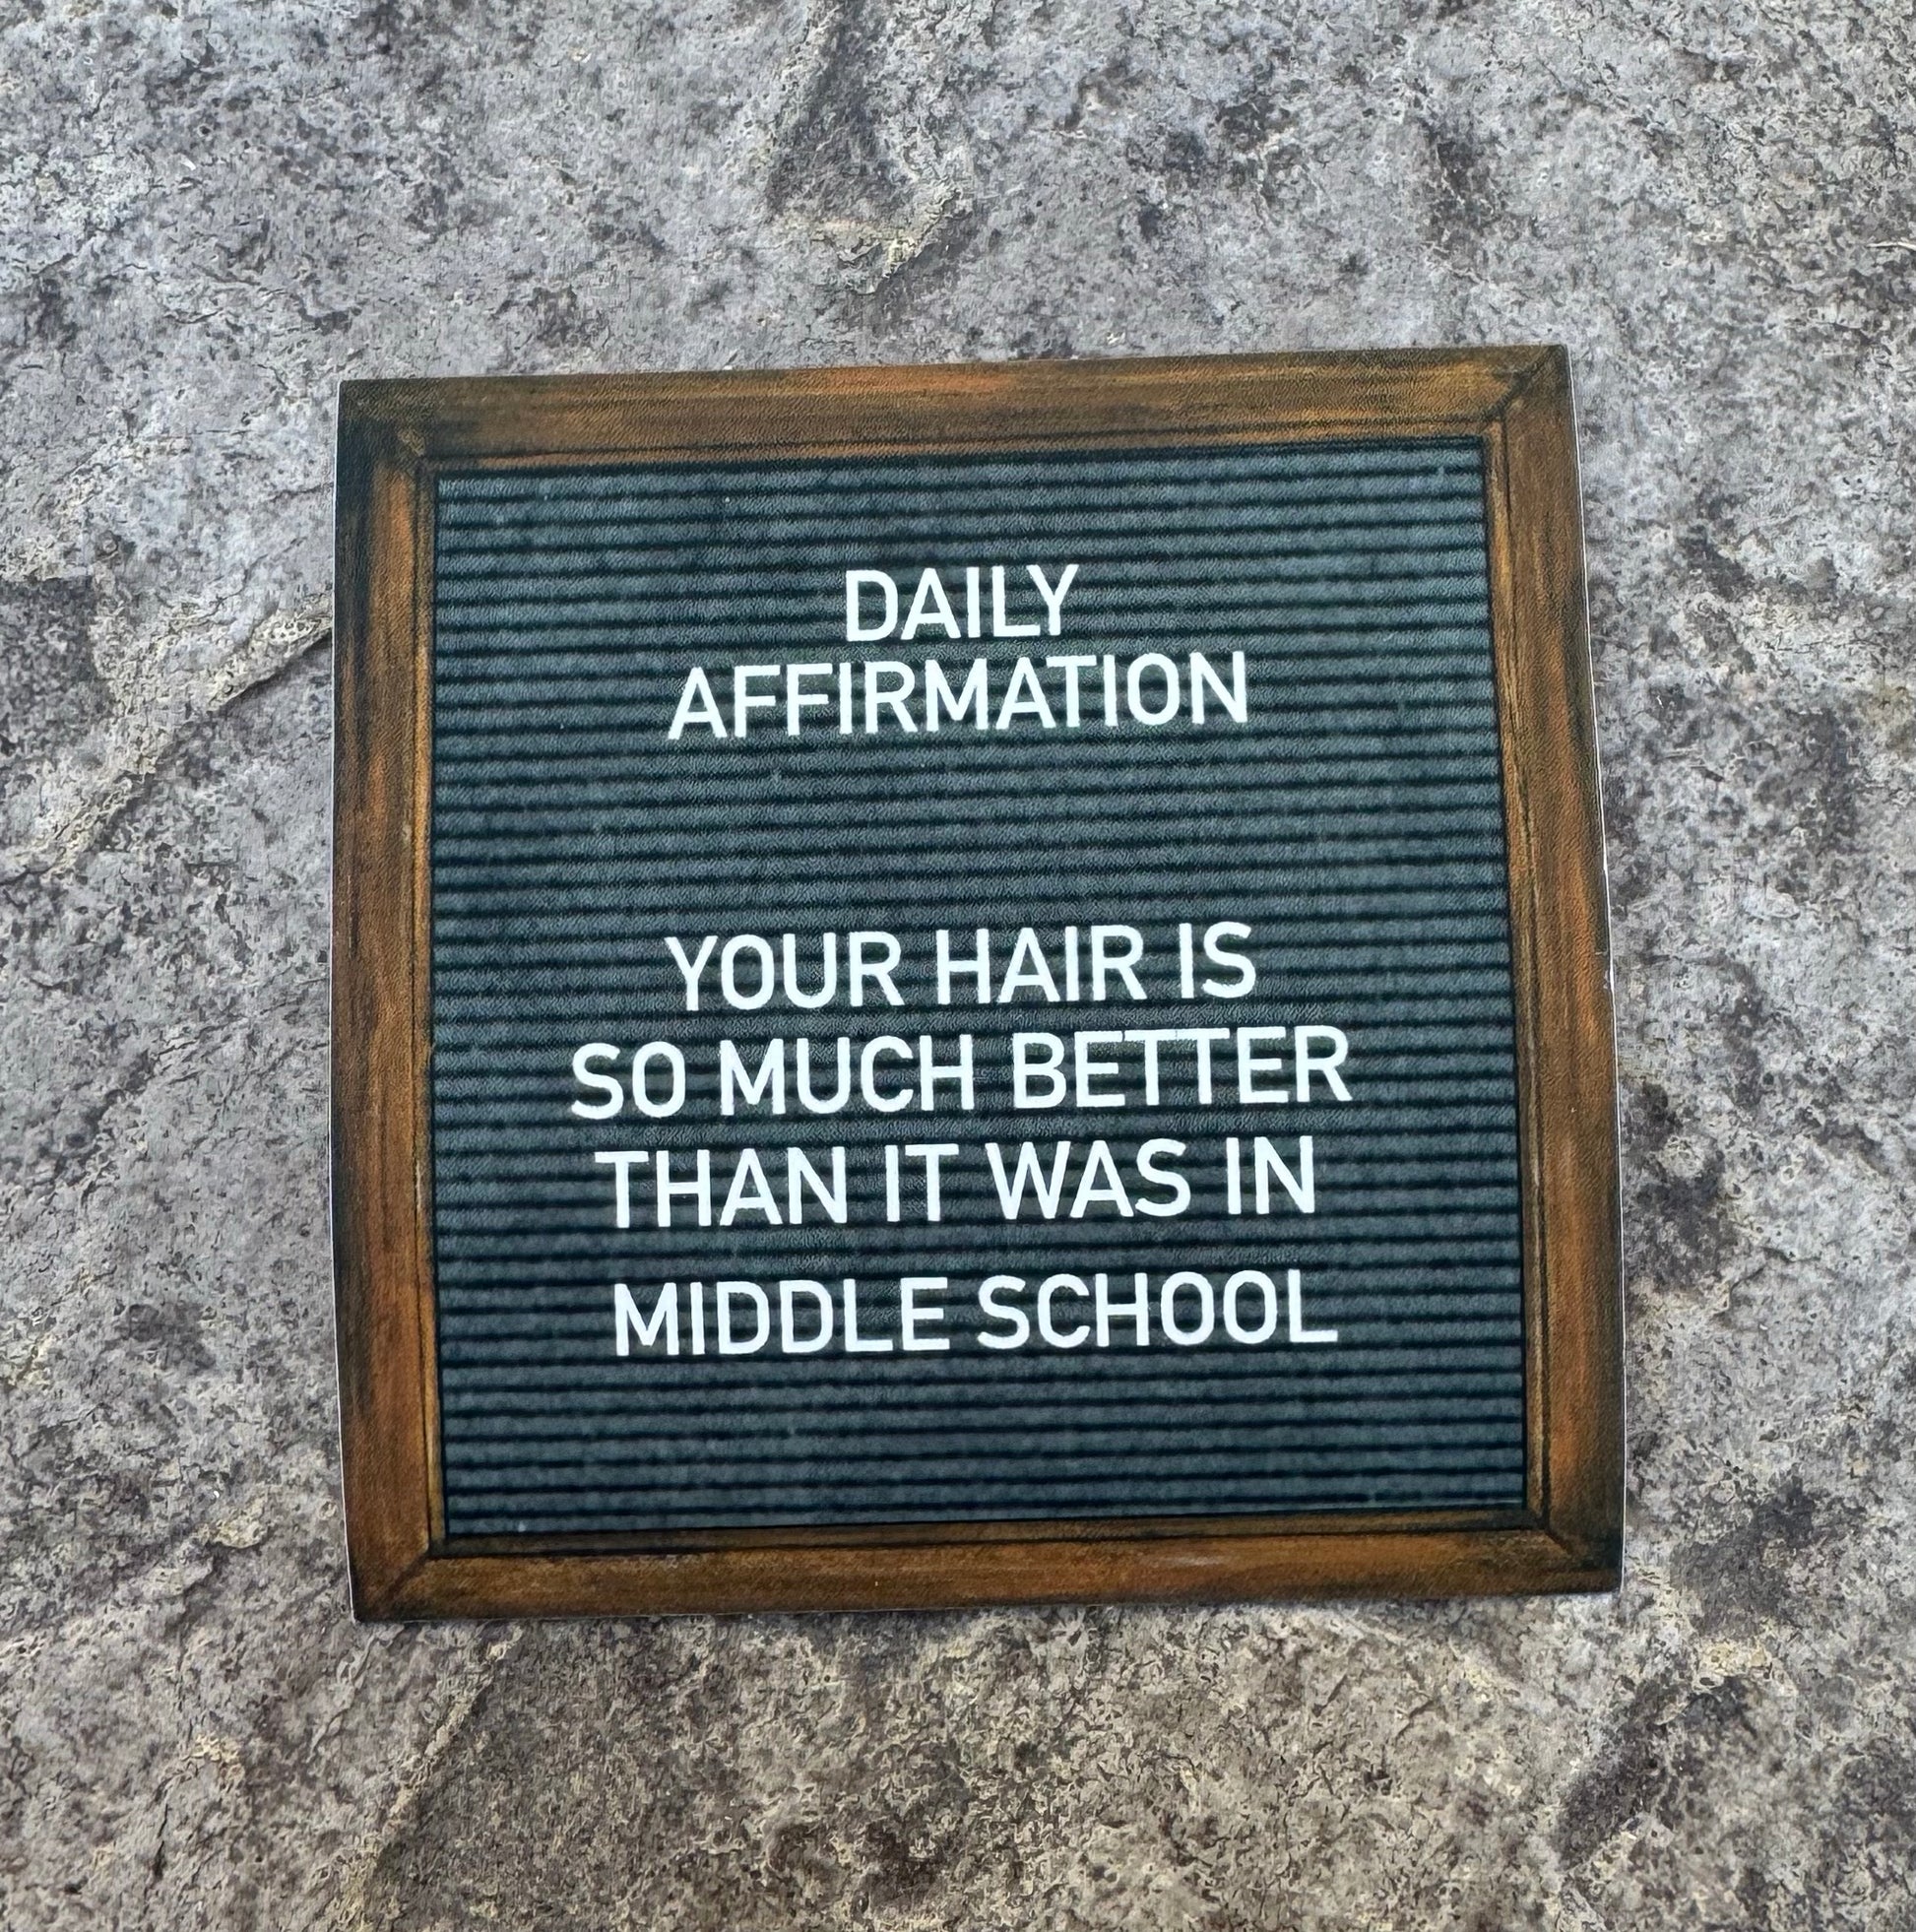 DAILY
AFFIRMATION
YOUR HAIR IS
SO MUCH BETTER
THAN IT WAS IN
MIDDLE SCHOOL